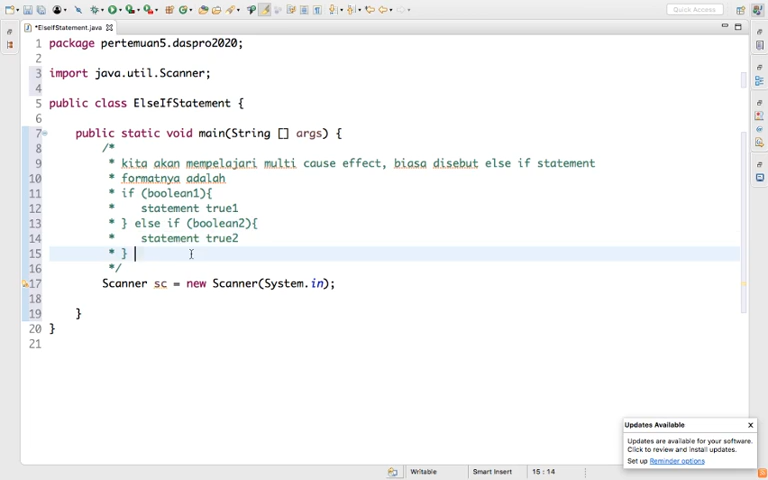 Quick Access
*ElseIfStatement.java
1 package pertemuan5.daspro2020;
2
3 import java.util.Scanner;
4
5 public class ElseIfStatement {
6
7 public static void main(String [] args) {
8 /*
9 * kita akan mempelajari multi cause effect, biasa disebut else if statement
10 * formatnya adalah
11 * if (boolean1){
12 * statement true1
13 * } else if (boolean2){
14 * statement true2
15 * }
16 */
17 Scanner sc = new Scanner(System.in);
18
19 }
20 }
21
Updates Available x
Updates are available for your software.
Click to review and install updates.
Set up Reminder options
Writable Smart Insert 15 : 14